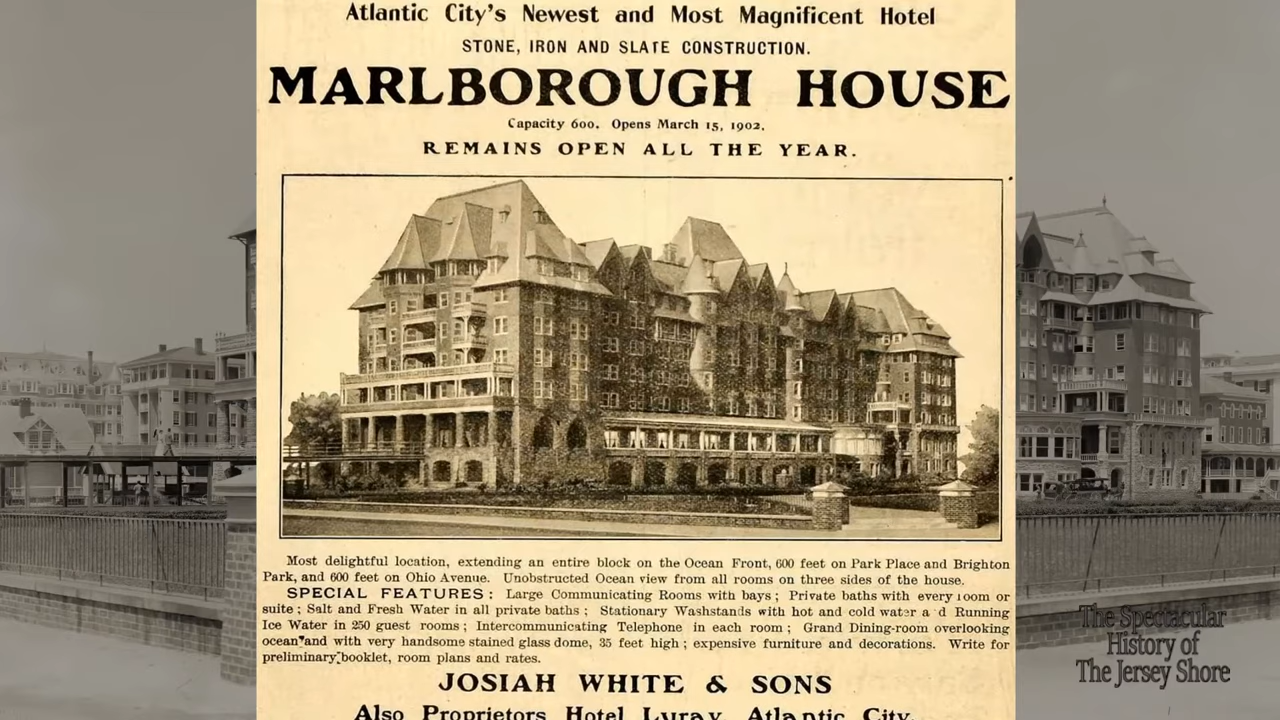 Atlantic City's Newest and Most Magnificent Hotel
STONE, IRON AND SLATE CONSTRUCTION.
MARLBOROUGH HOUSE
Capacity 600. Opens March 15, 1902.
REMAINS OPEN ALL THE YEAR.
Most delightful location, extending an entire block on the Ocean Front, 600 feet on Park Place and Brighton
Park, and 600 feet on Ohio Avenue. Unobstructed Ocean view from all rooms on three sides of the house.
SPECIAL FEATURES: Large Communicating Rooms with bays; Private baths with every room or
suite; Salt and Fresh Water in all private baths; Stationary Washstands with hot and cold water a d Running
Ice Water in 250 guest rooms; Intercommunicating Telephone in each room; Grand Dining-room overlooking
ocean and with very handsome stained glass dome, 35 feet high; expensive furniture and decorations. Write for
preliminary booklet, room plans and rates.
JOSIAH WHITE & SONS
Also Proprietors Hotel Luray, Atlantic City.
The Spectacular
History of
The Jersey Shore